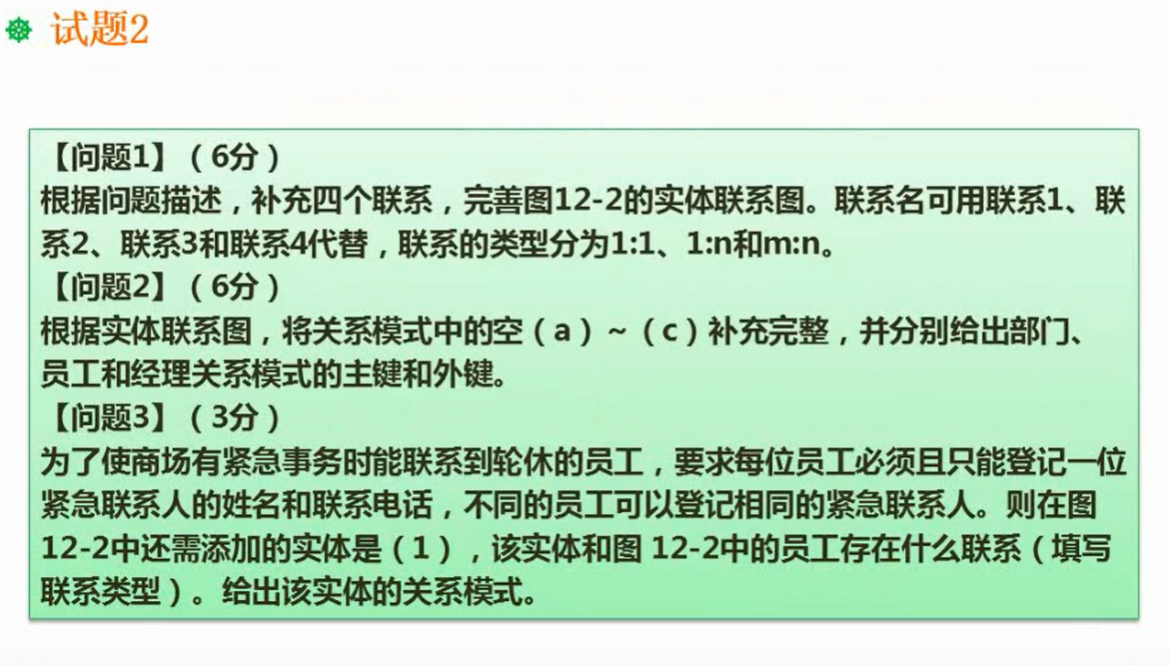 试题2
【问题1】（6分）
根据问题描述，补充四个联系，完善图12-2的实体联系图。联系名可用联系1、联
系2、联系3和联系4代替，联系的类型分为1:1、1:n和m:n。
【问题2】（6分）
根据实体联系图，将关系模式中的空（a）~（c）补充完整，并分别给出部门、
员工和经理关系模式的主键和外键。
【问题3】（3分）
为了使商场有紧急事务时能联系到轮休的员工，要求每位员工必须且只能登记一位
紧急联系人的姓名和联系电话，不同的员工可以登记相同的紧急联系人。则在图
12-2中还需添加的实体是（1），该实体和图 12-2中的员工存在什么联系（填写
联系类型）。给出该实体的关系模式。